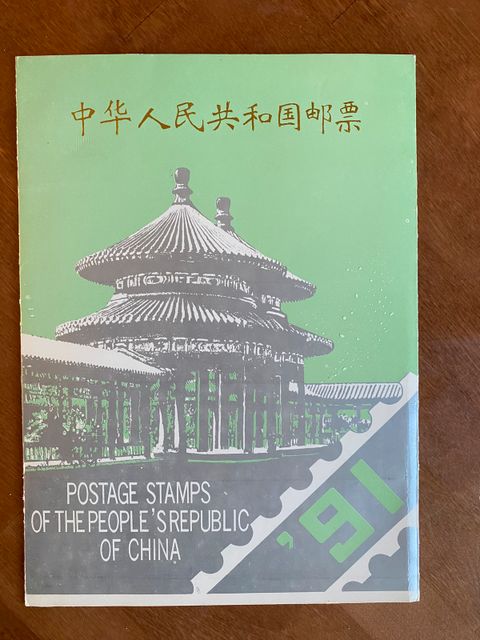 中华人民共和国邮票
POSTAGE STAMPS
OF THE PEOPLE'S REPUBLIC
OF CHINA
'91